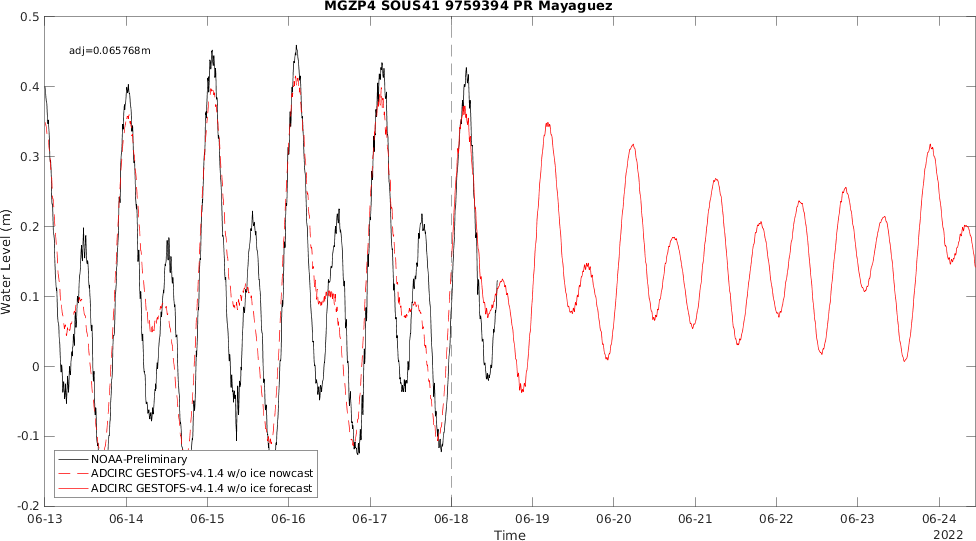 MGZP4 SOUS41 9759394 PR Mayaguez
adj=0.065768m
Water Level (m)
0.5
0.4
0.3
0.2
0.1
0
-0.1
-0.2
NOAA-Preliminary
ADCIRC GESTOFS-v4.1.4 w/o ice nowcast
ADCIRC GESTOFS-v4.1.4 w/o ice forecast
06-13 06-14 06-15 06-16 06-17 06-18 06-19 06-20 06-21 06-22 06-23 06-24
Time
2022